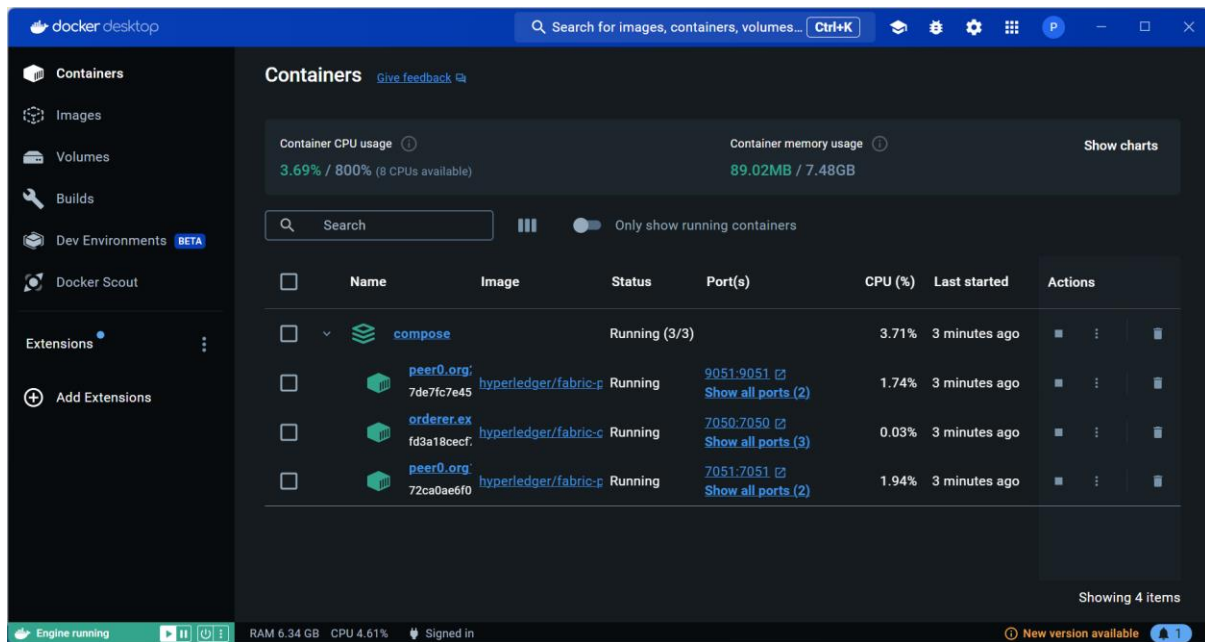 docker desktop
Search for images, containers, volumes... Ctrl+K
P
Containers
Images
Volumes
Builds
Dev Environments BETA
Docker Scout
Extensions
Add Extensions
Containers Give feedback
Container CPU usage
3.69% / 800% (8 CPUs available)
Container memory usage
89.02MB / 7.48GB
Show charts
Search
Only show running containers
Name Image Status Port(s) CPU (%) Last started Actions
compose Running (3/3) 3.71% 3 minutes ago
peer0.org
7de7fc7e45
hyperledger/fabric-p Running
9051:9051
Show all ports (2)
1.74% 3 minutes ago
orderer.ex
fd3a18cecf
hyperledger/fabric-c Running
7050:7050
Show all ports (3)
0.03% 3 minutes ago
peer0.org
72ca0ae6f0
hyperledger/fabric-p Running
7051:7051
Show all ports (2)
1.94% 3 minutes ago
Showing 4 items
Engine running
RAM 6.34 GB CPU 4.61% Signed in
New version available 1